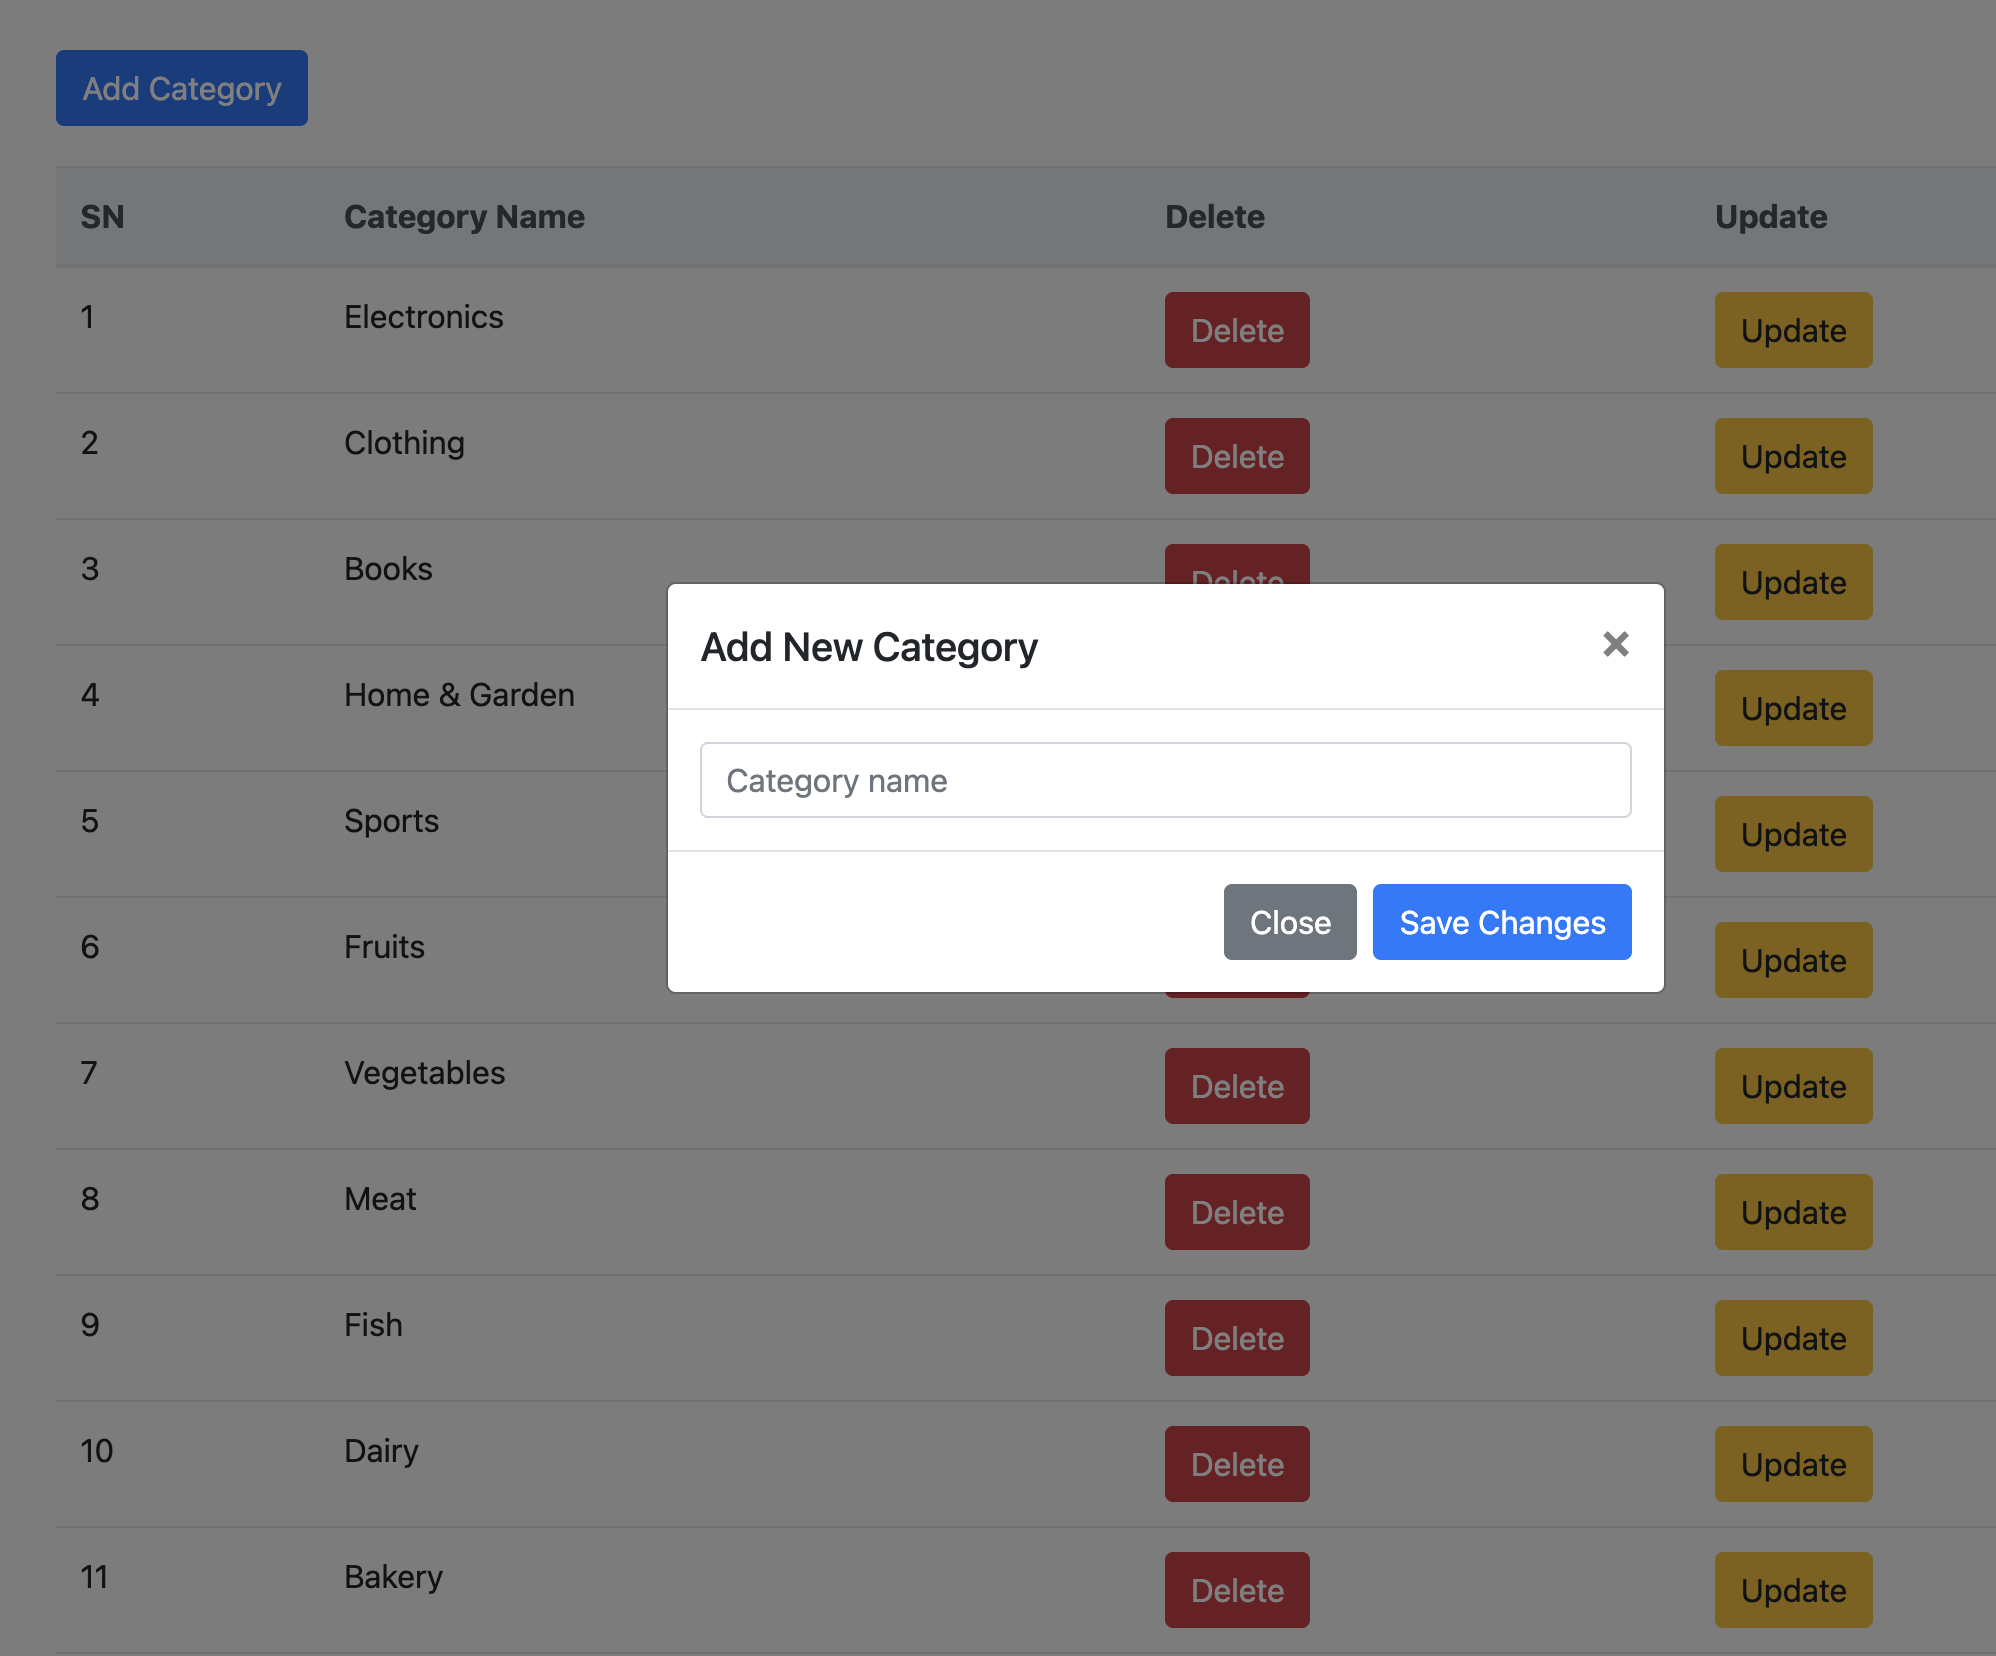 Add Category
SN Category Name Delete Update
1 Electronics Delete Update
2 Clothing Delete Update
3 Books Delete Update
Add New Category ×
4 Home & Garden Update
Category name
5 Sports Update
Close Save Changes
6 Fruits Update
7 Vegetables Delete Update
8 Meat Delete Update
9 Fish Delete Update
10 Dairy Delete Update
11 Bakery Delete Update